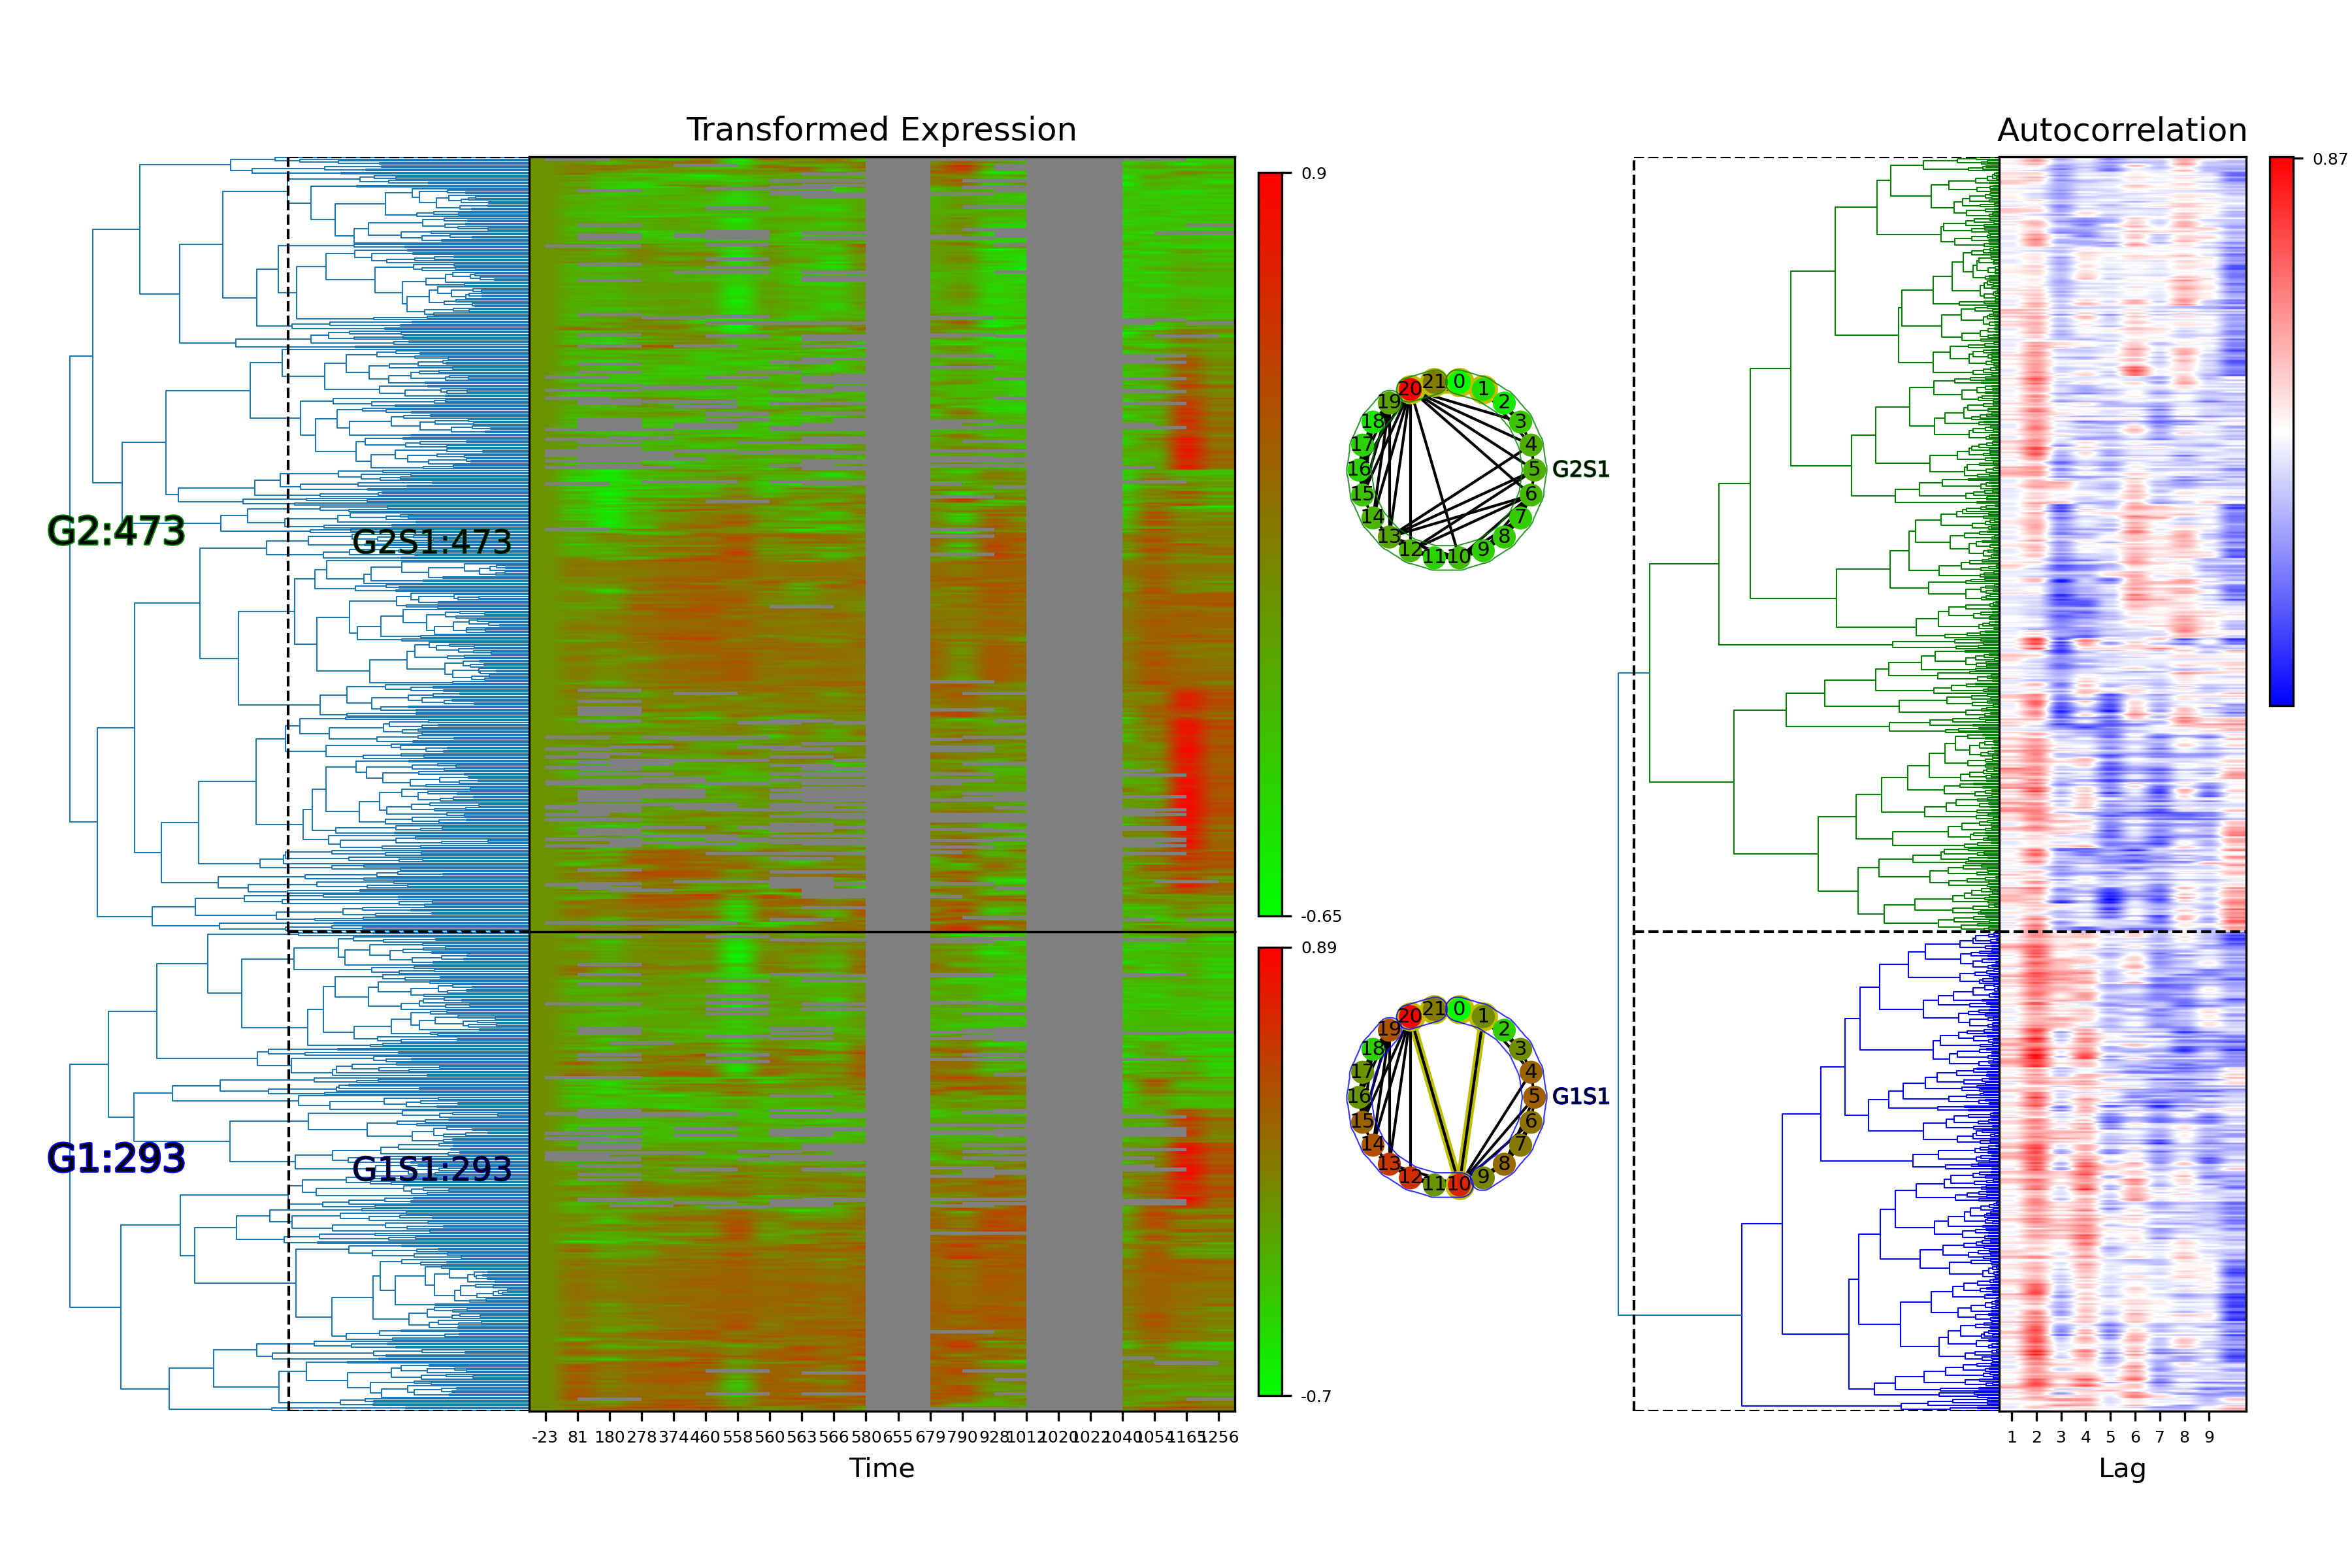 Transformed Expression
Autocorrelation
0.9
-0.65
0.87
G2:473
G2S1:473
20 21 0 1
19 2
18 3
17 4
16 5 G2S1
15 6
14 7
13 8
12 11 10 9
0.89
-0.7
G1:293
G1S1:293
20 21 0 1
19 2
18 3
17 4
16 5 G1S1
15 6
14 7
13 8
12 11 10 9
-23 81 180 278 374 460 558 560 563 566 580 655 679 790 928 1012 1020 1022 1040 1054 1165 1256
1 2 3 4 5 6 7 8 9
Time
Lag